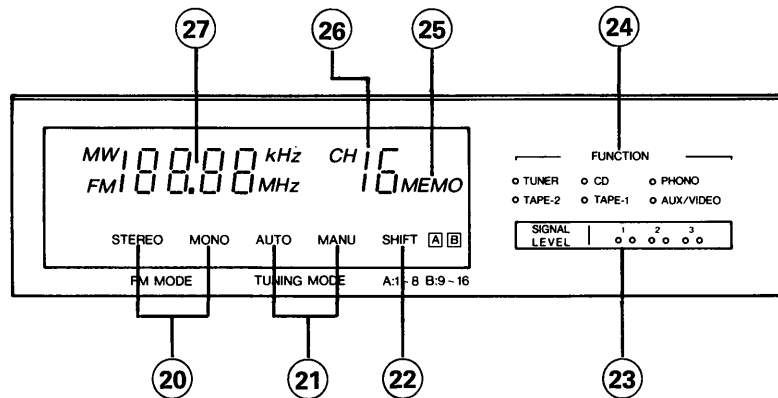 27 26 25 24
MW 188.88 kHz CH 16 FUNCTION
FM MHz MEMO
TUNER CD PHONO
TAPE-2 TAPE-1 AUX/VIDEO
STEREO MONO AUTO MANU SHIFT A B
SIGNAL LEVEL 1 2 3
FM MODE TUNING MODE A:1~8 B:9~16
20 21 22 23